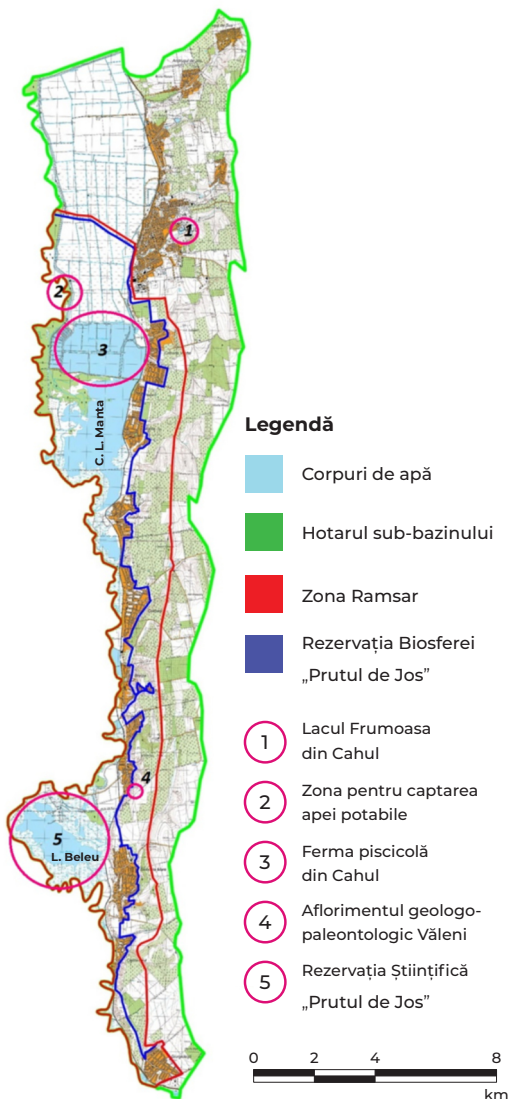 1
2
3
C. L. Manta
4
5
L. Beleu
Legendă
Corpuri de apă
Hotarul sub-bazinului
Zona Ramsar
Rezervația Biosferei
„Prutul de Jos”
1
Lacul Frumoasa
din Cahul
2
Zona pentru captarea
apei potabile
3
Ferma piscicolă
din Cahul
4
Aflorimentul geologo-
paleontologic Văleni
5
Rezervația Științifică
„Prutul de Jos”
0 2 4 8
km